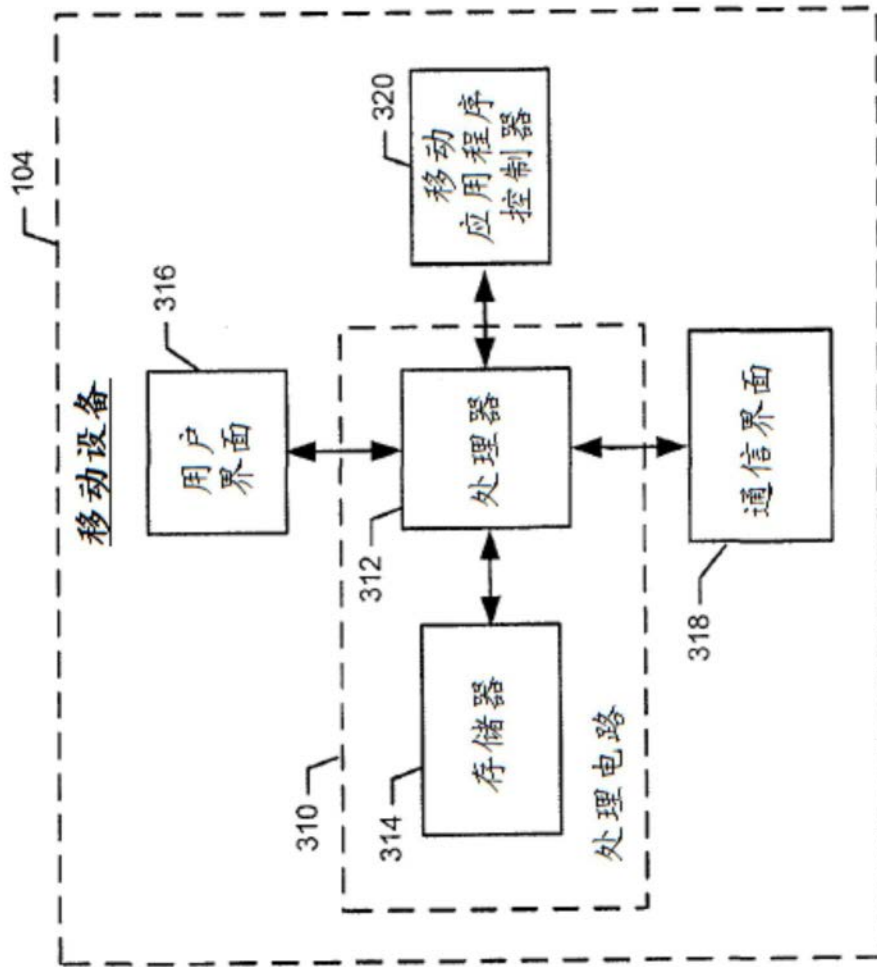 104
移动设备
316
用户
界面
320
移动
应用程序
控制器
310
312
处理器
314
存储器
处理电路
318
通信界面